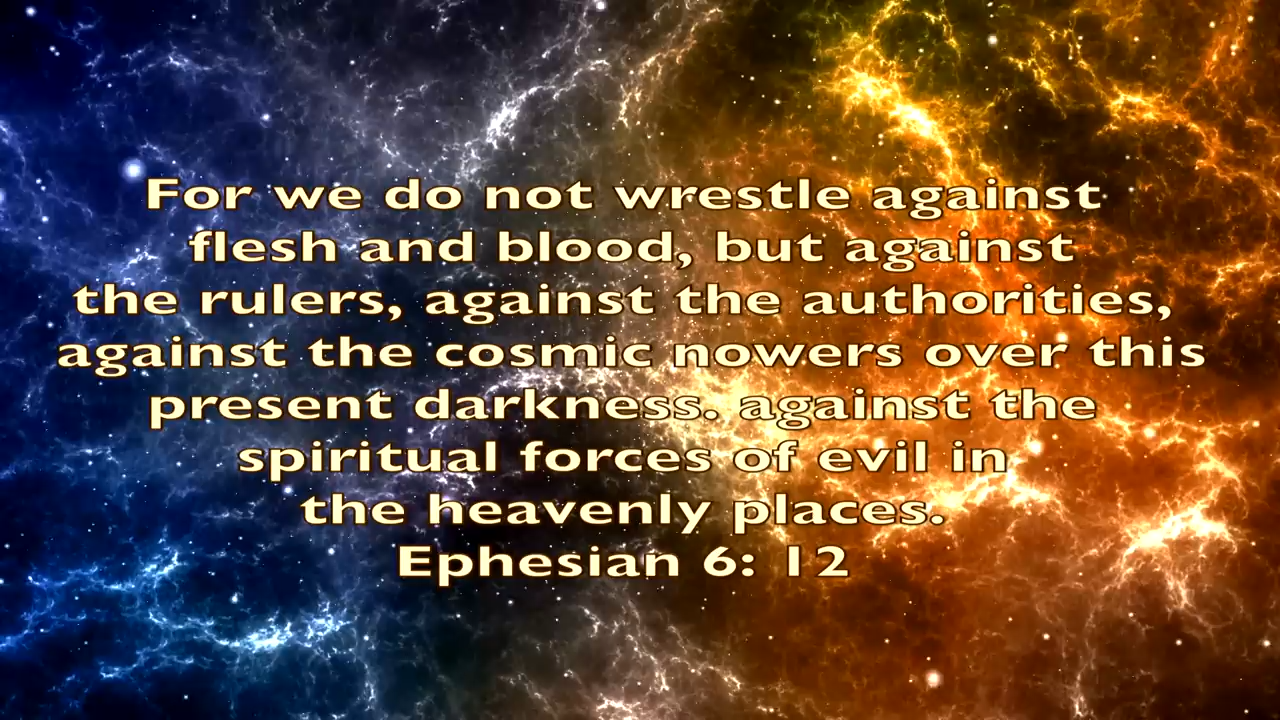 For we do not wrestle against
flesh and blood, but against
the rulers, against the authorities,
against the cosmic nowers over this
present darkness. against the
spiritual forces of evil in
the heavenly places.
Ephesian 6: 12